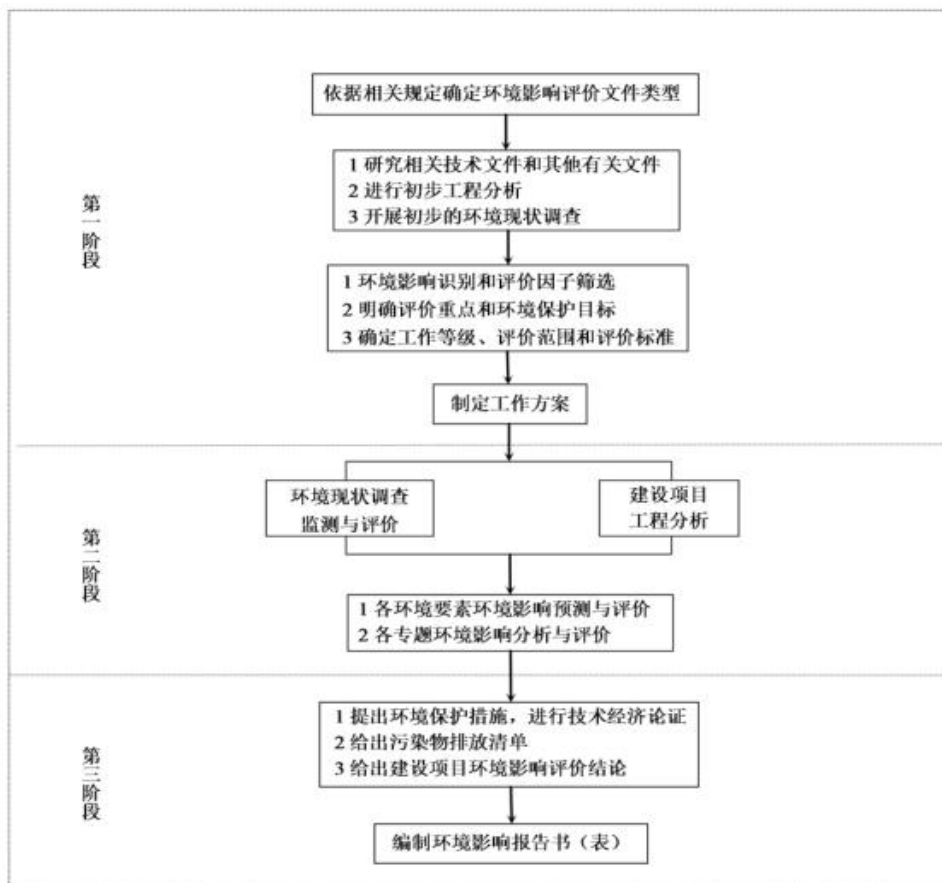 第一阶段
依据相关规定确定环境影响评价文件类型
1 研究相关技术文件和其他有关文件
2 进行初步工程分析
3 开展初步的环境现状调查
1 环境影响识别和评价因子筛选
2 明确评价重点和环境保护目标
3 确定工作等级、评价范围和评价标准
制定工作方案
第二阶段
环境现状调查
监测与评价
建设项目
工程分析
1 各环境要素环境影响预测与评价
2 各专题环境影响分析与评价
第三阶段
1 提出环境保护措施，进行技术经济论证
2 给出污染物排放清单
3 给出建设项目环境影响评价结论
编制环境影响报告书（表）